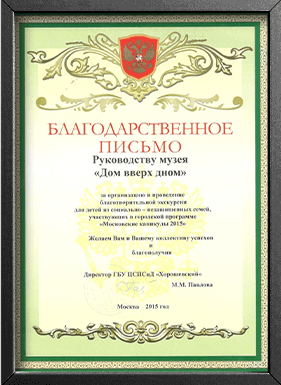 БЛАГОДАРСТВЕННОЕ
ПИСЬМО
Руководству музея
«Дом вверх дном»
за организацию и проведение
благотворительной экскурсии
для детей из социально – незащищенных семей,
участвующих в городской программе
«Московские каникулы 2015»
Желаем Вам и Вашему коллективу успехов
и
благополучия
Директор ГБУ ЦСПСиД «Хорошевский»
М.М. Павлова
Москва 2015 год